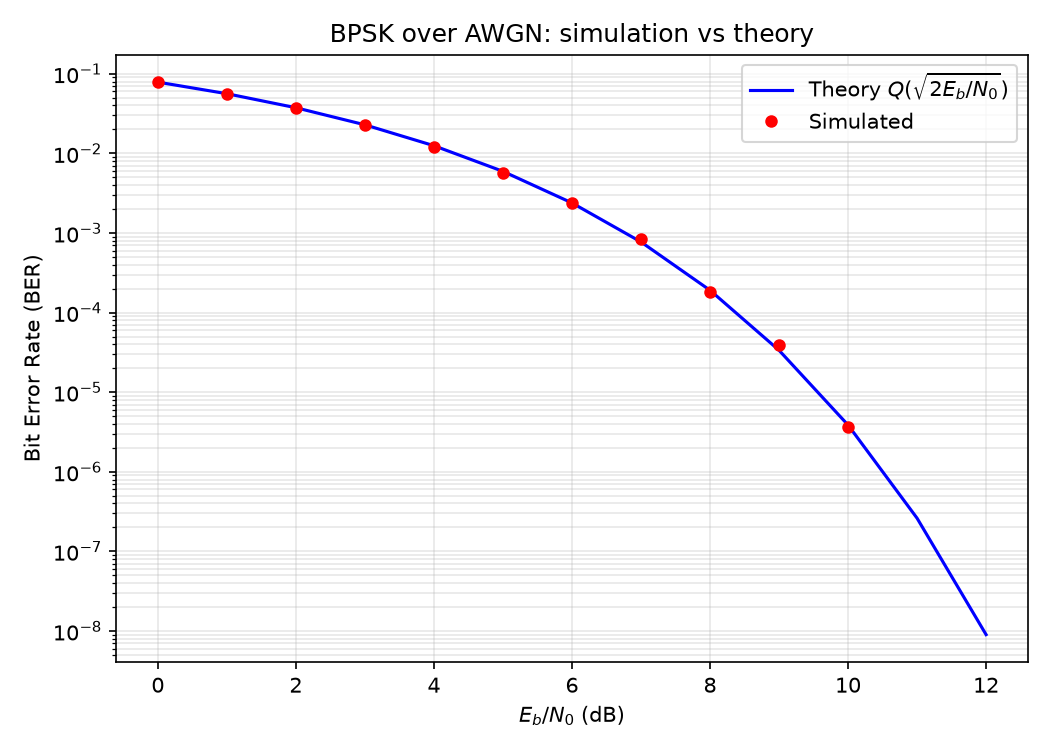 BPSK over AWGN: simulation vs theory
Theory Q(√2E_b/N_0)
Simulated
Bit Error Rate (BER)
10^−1
10^−2
10^−3
10^−4
10^−5
10^−6
10^−7
10^−8
0 2 4 6 8 10 12
E_b/N_0 (dB)